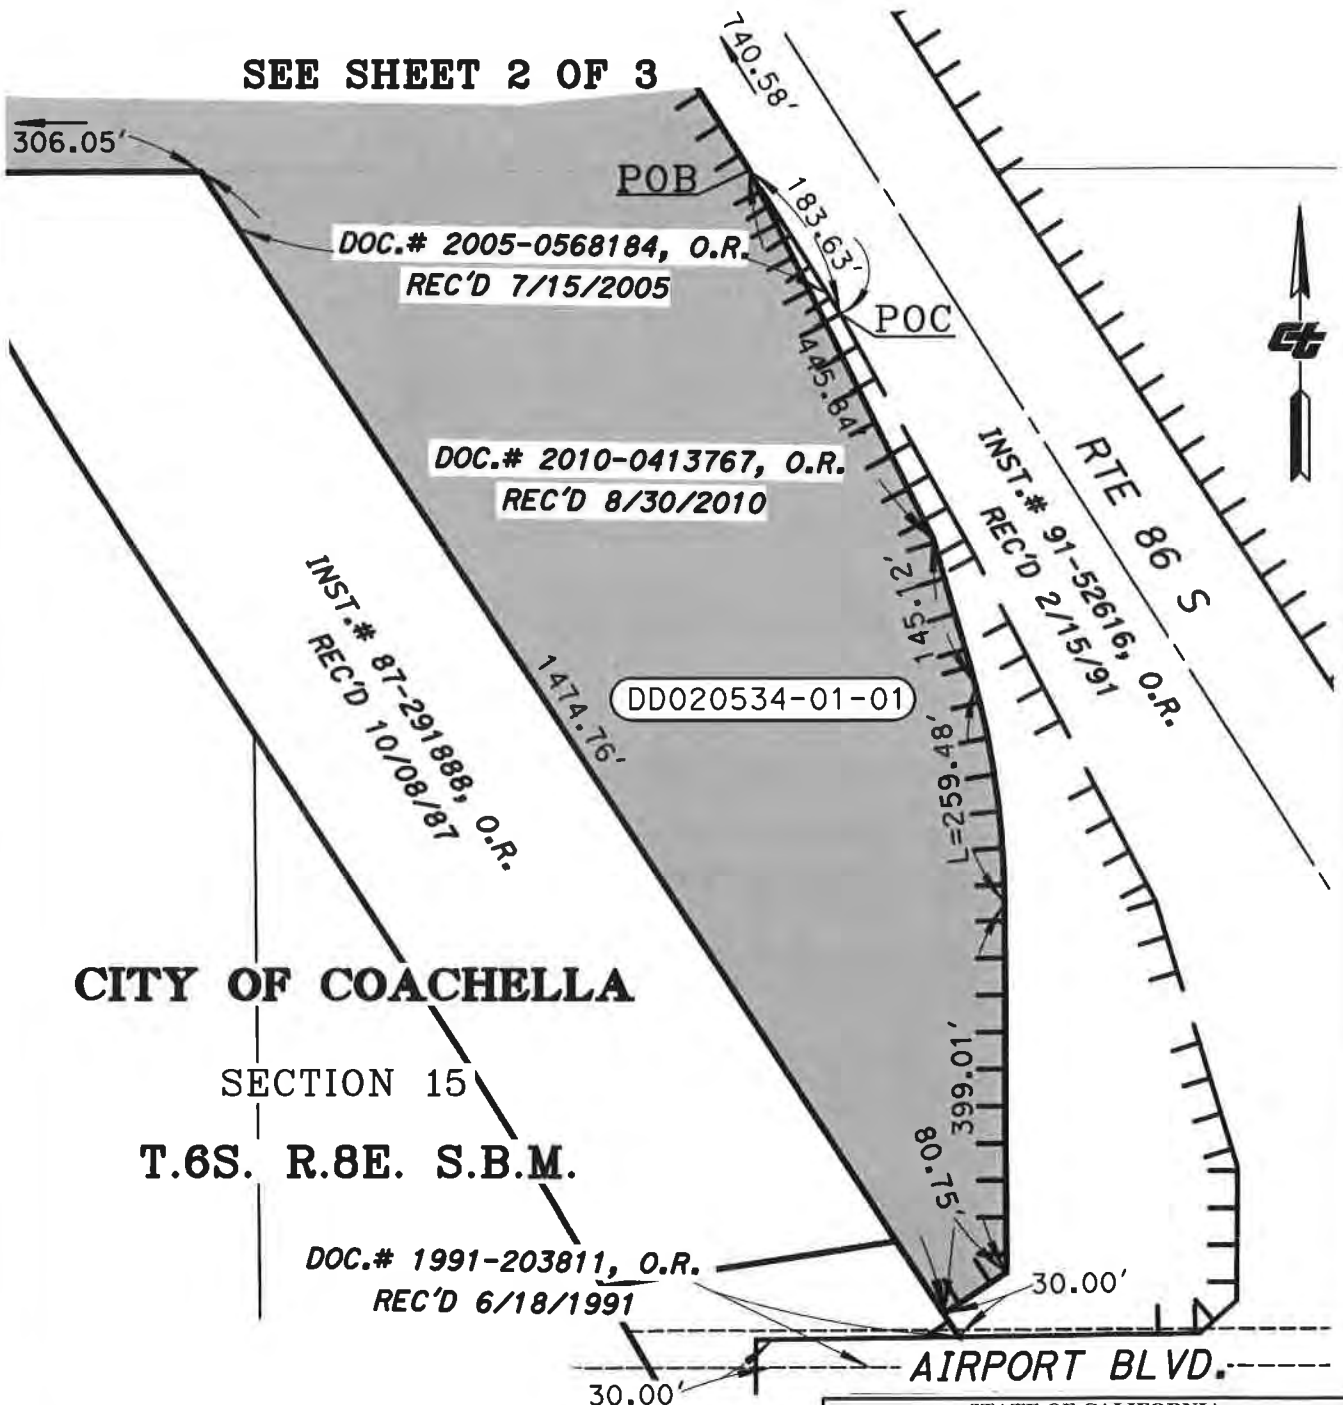 SEE SHEET 2 OF 3
740.58'
306.05'
POB
183.63'
DOC.# 2005-0568184, O.R.
REC'D 7/15/2005
POC
Ct
445.84'
DOC.# 2010-0413767, O.R.
REC'D 8/30/2010
INST.# 91-52616, O.R.
REC'D 2/15/91
RTE 86 S
145.12'
INST.# 87-291888, O.R.
REC'D 10/08/87
1474.76'
DD020534-01-01
L=259.48'
CITY OF COACHELLA
SECTION 15
399.01'
T.6S. R.8E. S.B.M.
80.75'
DOC.# 1991-203811, O.R.
REC'D 6/18/1991
30.00'
AIRPORT BLVD.
30.00'
STATE OF CALIFORNIA